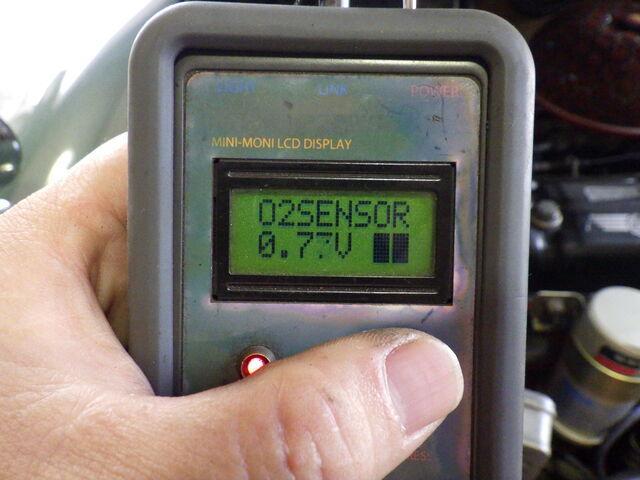 LIGHT LINK POWER
MINI-MONI LCD DISPLAY
O2SENSOR
0.77V